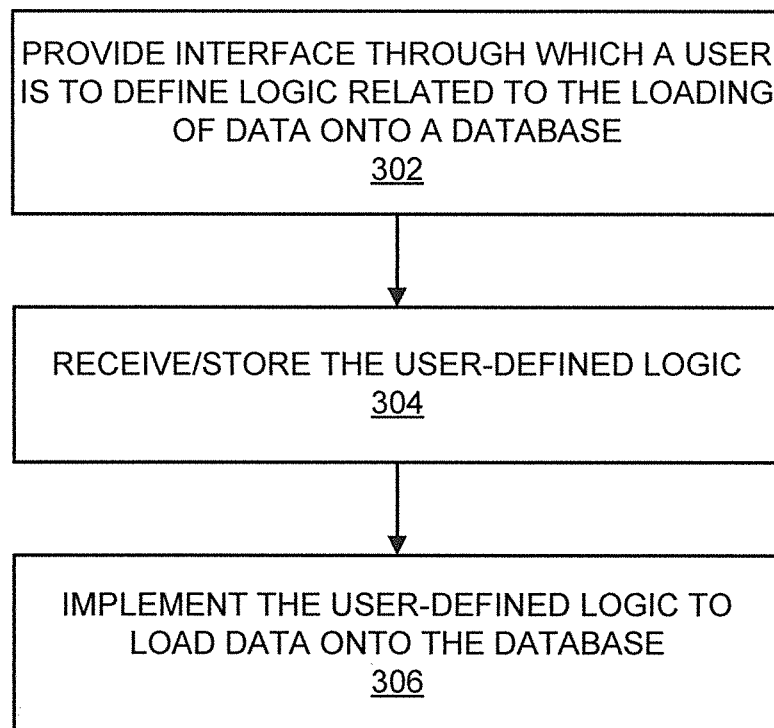 PROVIDE INTERFACE THROUGH WHICH A USER
IS TO DEFINE LOGIC RELATED TO THE LOADING
OF DATA ONTO A DATABASE
302
RECEIVE/STORE THE USER-DEFINED LOGIC
304
IMPLEMENT THE USER-DEFINED LOGIC TO
LOAD DATA ONTO THE DATABASE
306